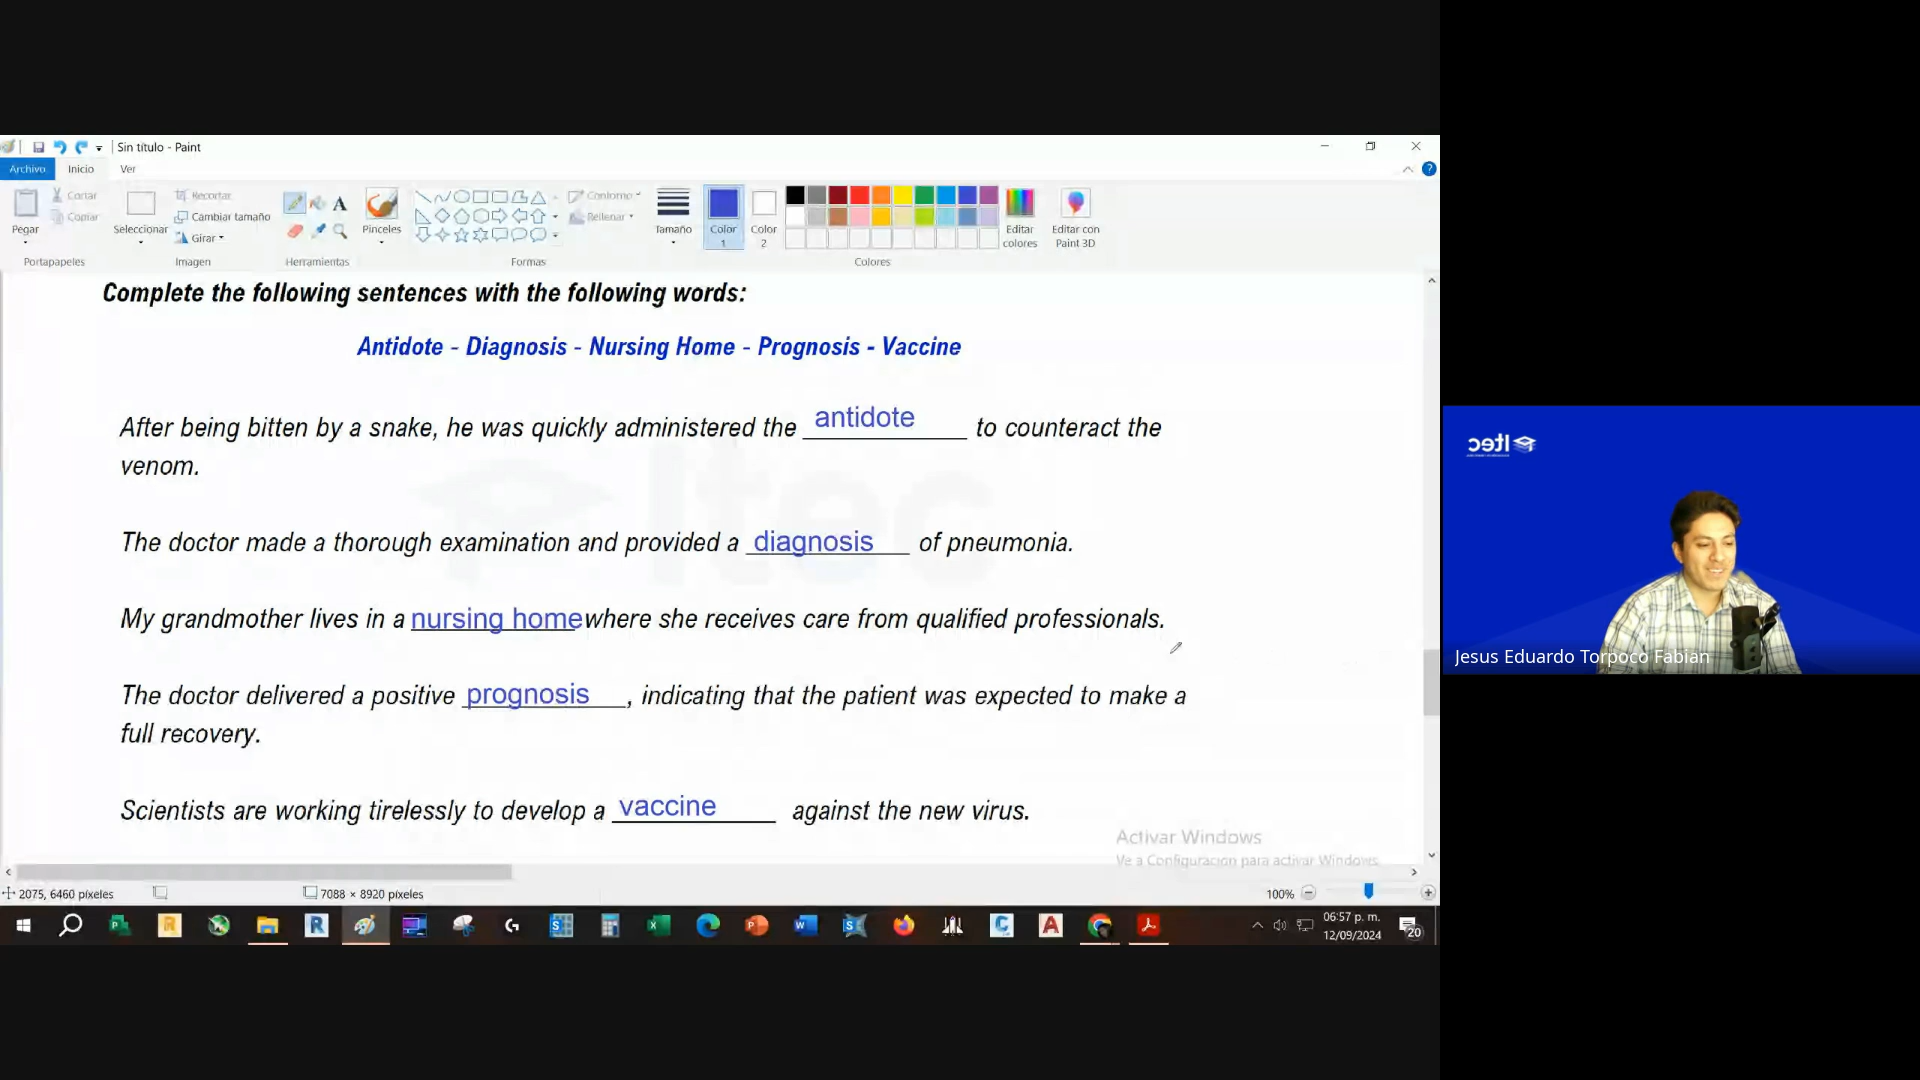 Sin título - Paint
Archivo Inicio Ver
Pegar
Cortar
Copiar
Portapapeles
Seleccionar
Recortar
Cambiar tamaño
Girar
Imagen
Herramientas
Pinceles
Contorno
Rellenar
Formas
Tamaño
Color 1
Color 2
Editar colores
Editar con Paint 3D
Colores
Complete the following sentences with the following words:
Antidote - Diagnosis - Nursing Home - Prognosis - Vaccine
After being bitten by a snake, he was quickly administered the antidote to counteract the
venom.
The doctor made a thorough examination and provided a diagnosis of pneumonia.
My grandmother lives in a nursing home where she receives care from qualified professionals.
The doctor delivered a positive prognosis , indicating that the patient was expected to make a
full recovery.
Scientists are working tirelessly to develop a vaccine against the new virus.
Itec
Activar Windows
Ve a Configuración para activar Windows.
2075, 6460 píxeles
7088 × 8920 píxeles
100%
06:57 p. m.
12/09/2024
20
Itec
Jesus Eduardo Torpoco Fabian